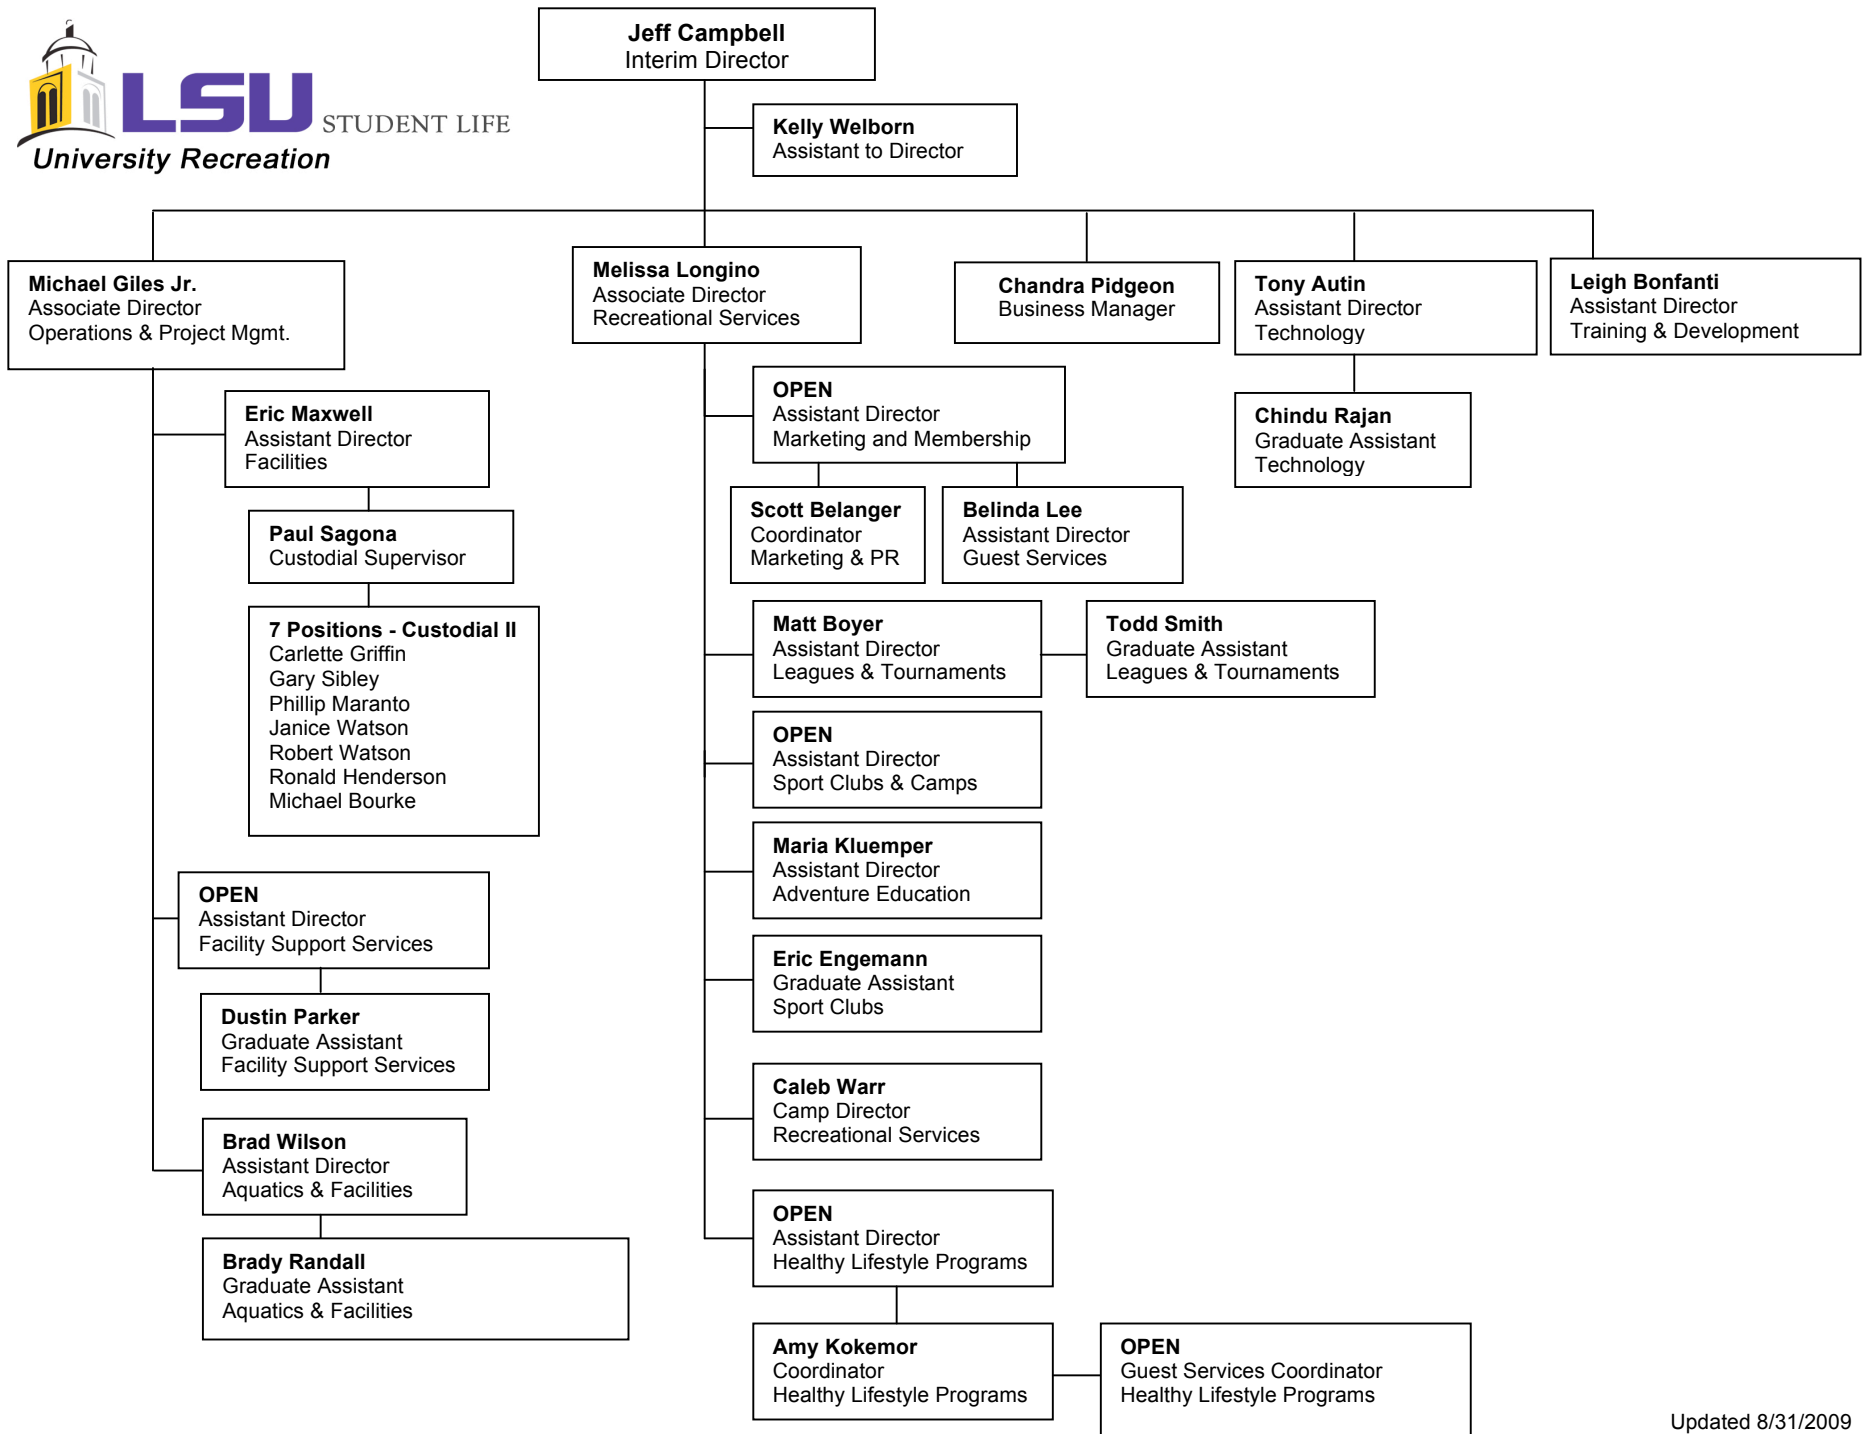 LSU STUDENT LIFE
University Recreation
Jeff Campbell
Interim Director
Kelly Welborn
Assistant to Director
Michael Giles Jr.
Associate Director
Operations & Project Mgmt.
Melissa Longino
Associate Director
Recreational Services
Chandra Pidgeon
Business Manager
Tony Autin
Assistant Director
Technology
Leigh Bonfanti
Assistant Director
Training & Development
Eric Maxwell
Assistant Director
Facilities
Paul Sagona
Custodial Supervisor
7 Positions - Custodial II
Carlette Griffin
Gary Sibley
Phillip Maranto
Janice Watson
Robert Watson
Ronald Henderson
Michael Bourke
OPEN
Assistant Director
Facility Support Services
Dustin Parker
Graduate Assistant
Facility Support Services
Brad Wilson
Assistant Director
Aquatics & Facilities
Brady Randall
Graduate Assistant
Aquatics & Facilities
OPEN
Assistant Director
Marketing and Membership
Scott Belanger
Coordinator
Marketing & PR
Belinda Lee
Assistant Director
Guest Services
Matt Boyer
Assistant Director
Leagues & Tournaments
Todd Smith
Graduate Assistant
Leagues & Tournaments
OPEN
Assistant Director
Sport Clubs & Camps
Maria Kluemper
Assistant Director
Adventure Education
Eric Engemann
Graduate Assistant
Sport Clubs
Caleb Warr
Camp Director
Recreational Services
OPEN
Assistant Director
Healthy Lifestyle Programs
Amy Kokemor
Coordinator
Healthy Lifestyle Programs
OPEN
Guest Services Coordinator
Healthy Lifestyle Programs
Chindu Rajan
Graduate Assistant
Technology
Updated 8/31/2009